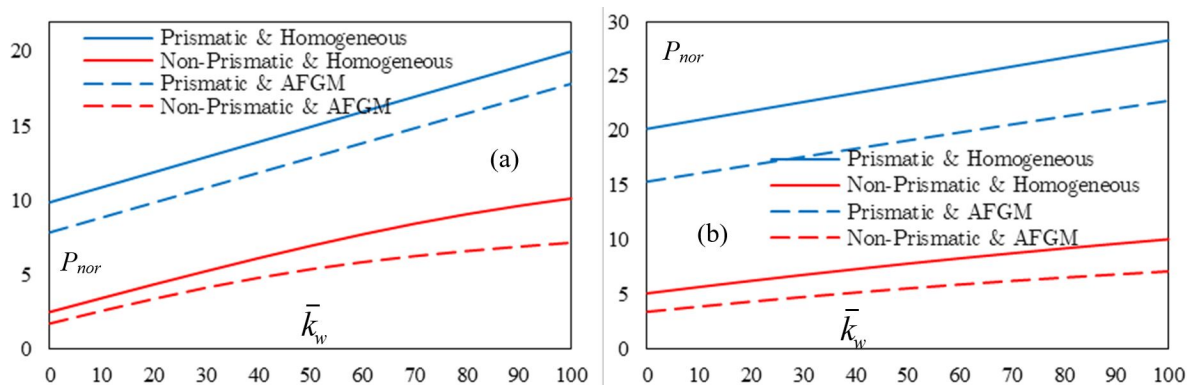 20
15
10
5
0
Prismatic & Homogeneous
Non-Prismatic & Homogeneous
Prismatic & AFGM
Non-Prismatic & AFGM
(a)
P_nor
k̄_w
0 10 20 30 40 50 60 70 80 90 100
30
25
20
15
10
5
0
P_nor
Prismatic & Homogeneous
Non-Prismatic & Homogeneous
Prismatic & AFGM
Non-Prismatic & AFGM
(b)
k̄_w
0 10 20 30 40 50 60 70 80 90 100